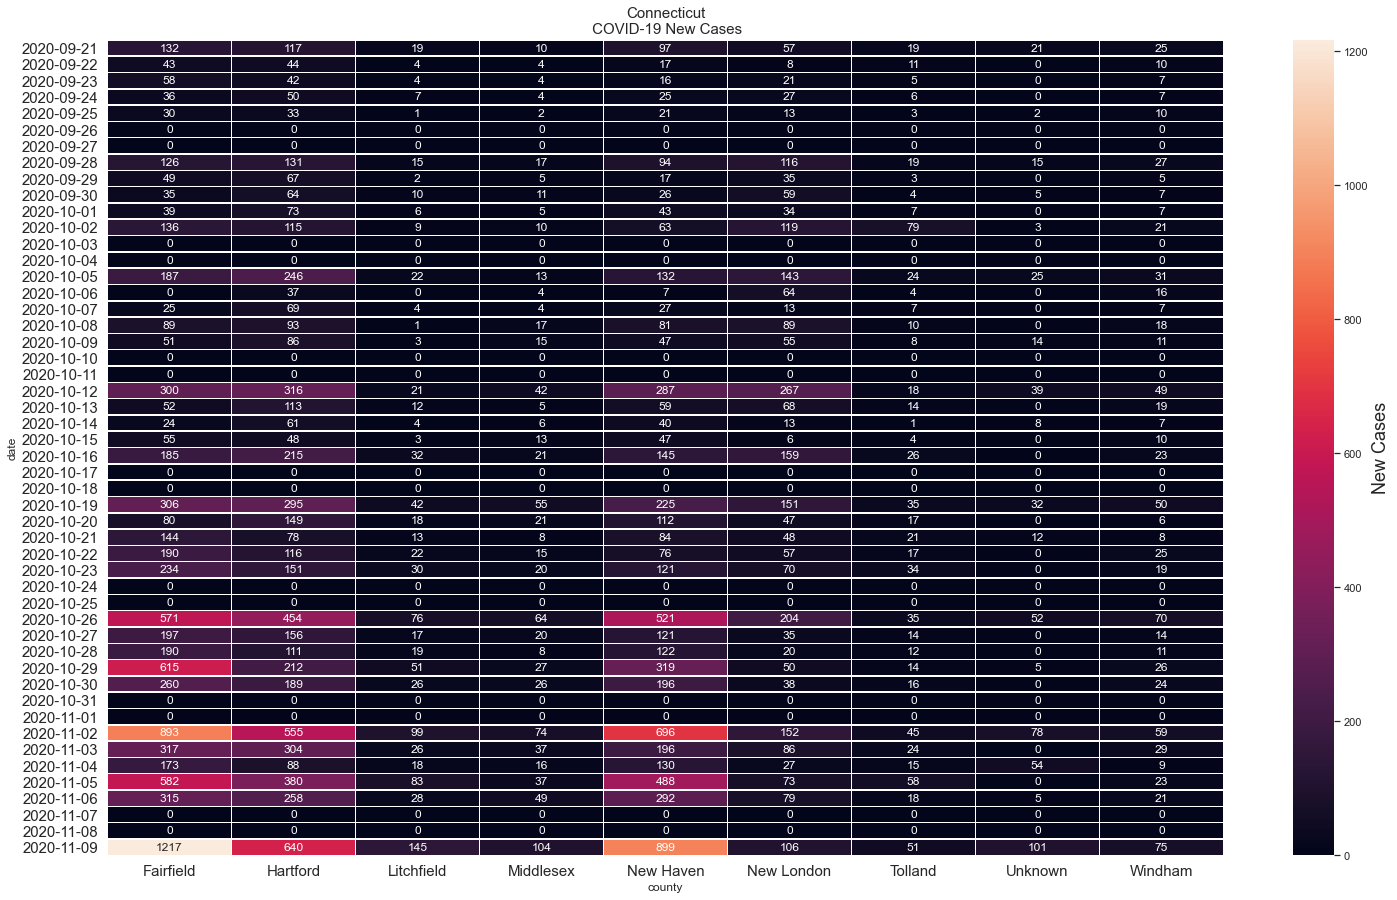 Connecticut
COVID-19 New Cases
2020-09-21 132 117 19 10 97 57 19 21 25
2020-09-22 43 44 4 4 17 8 11 0 10
2020-09-23 58 42 4 4 16 21 5 0 7
2020-09-24 36 50 7 4 25 27 6 0 7
2020-09-25 30 33 1 2 21 13 3 2 10
2020-09-26 0 0 0 0 0 0 0 0 0
2020-09-27 0 0 0 0 0 0 0 0 0
2020-09-28 126 131 15 17 94 116 19 15 27
2020-09-29 49 67 2 5 17 35 3 0 5
2020-09-30 35 64 10 11 26 59 4 5 7
2020-10-01 39 73 6 5 43 34 7 0 7
2020-10-02 136 115 9 10 63 119 79 3 21
2020-10-03 0 0 0 0 0 0 0 0 0
2020-10-04 0 0 0 0 0 0 0 0 0
2020-10-05 187 246 22 13 132 143 24 25 31
2020-10-06 0 37 0 4 7 64 4 0 16
2020-10-07 25 69 4 4 27 13 7 0 7
2020-10-08 89 93 1 17 81 89 10 0 18
2020-10-09 51 86 3 15 47 55 8 14 11
2020-10-10 0 0 0 0 0 0 0 0 0
2020-10-11 0 0 0 0 0 0 0 0 0
2020-10-12 300 316 21 42 287 267 18 39 49
2020-10-13 52 113 12 5 59 68 14 0 19
2020-10-14 24 61 4 6 40 13 1 8 7
2020-10-15 55 48 3 13 47 6 4 0 10
2020-10-16 185 215 32 21 145 159 26 0 23
2020-10-17 0 0 0 0 0 0 0 0 0
2020-10-18 0 0 0 0 0 0 0 0 0
2020-10-19 306 295 42 55 225 151 35 32 50
2020-10-20 80 149 18 21 112 47 17 0 6
2020-10-21 144 78 13 8 84 48 21 12 8
2020-10-22 190 116 22 15 76 57 17 0 25
2020-10-23 234 151 30 20 121 70 34 0 19
2020-10-24 0 0 0 0 0 0 0 0 0
2020-10-25 0 0 0 0 0 0 0 0 0
2020-10-26 571 454 76 64 521 204 35 52 70
2020-10-27 197 156 17 20 121 35 14 0 14
2020-10-28 190 111 19 8 122 20 12 0 11
2020-10-29 615 212 51 27 319 50 14 5 26
2020-10-30 260 189 26 26 196 38 16 0 24
2020-10-31 0 0 0 0 0 0 0 0 0
2020-11-01 0 0 0 0 0 0 0 0 0
2020-11-02 893 555 99 74 696 152 45 78 59
2020-11-03 317 304 26 37 196 86 24 0 29
2020-11-04 173 88 18 16 130 27 15 54 9
2020-11-05 582 380 83 37 488 73 58 0 23
2020-11-06 315 258 28 49 292 79 18 5 21
2020-11-07 0 0 0 0 0 0 0 0 0
2020-11-08 0 0 0 0 0 0 0 0 0
2020-11-09 1217 640 145 104 899 106 51 101 75
Fairfield Hartford Litchfield Middlesex New Haven New London Tolland Unknown Windham
county
date
1200
1000
800
600
400
200
0
New Cases